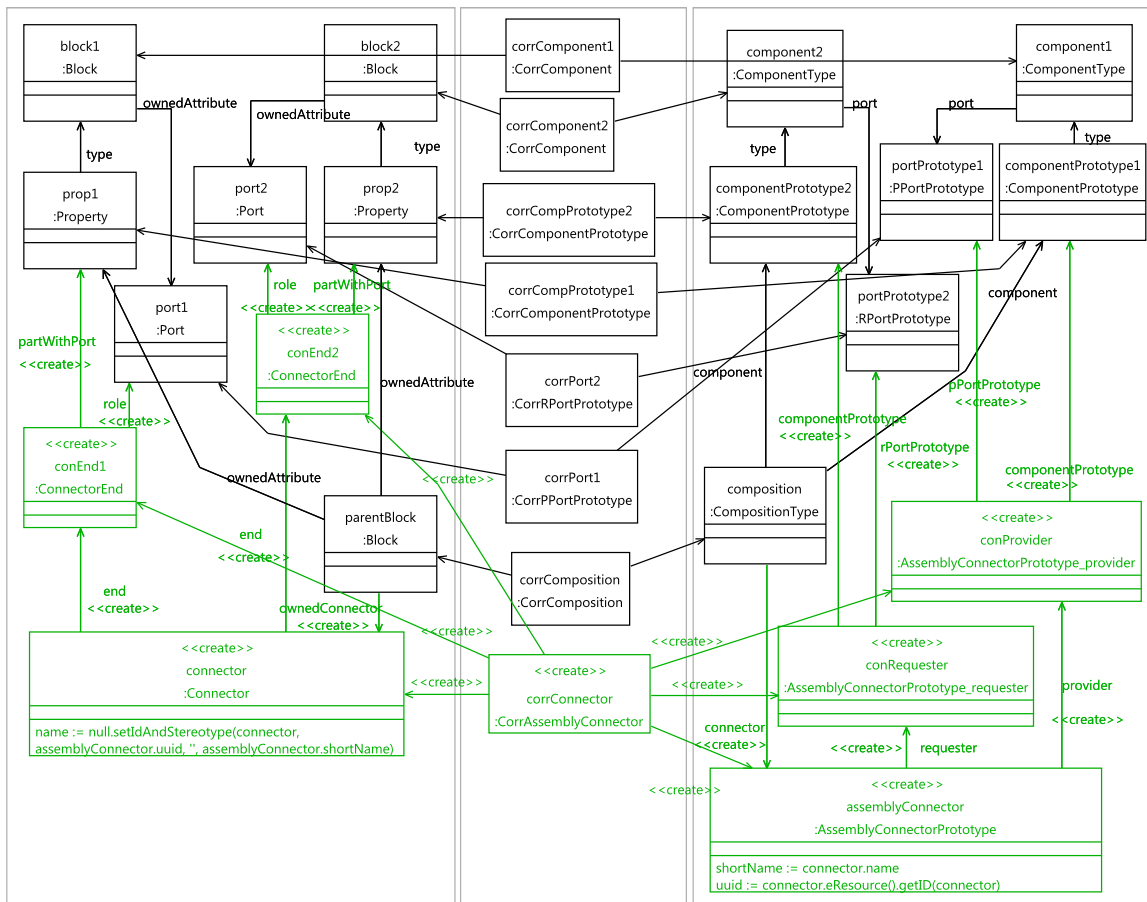 block1
:Block
ownedAttribute
type
prop1
:Property
port1
:Port
partWithPort
<<create>>
role
<<create>>
<<create>>
conEnd1
:ConnectorEnd
end
<<create>>
block2
:Block
ownedAttribute
type
port2
:Port
prop2
:Property
role
<<create>>
partWithPort
<<create>>
<<create>>
conEnd2
:ConnectorEnd
ownedAttribute
ownedAttribute
parentBlock
:Block
end
<<create>>
ownedConnector
<<create>>
<<create>>
connector
:Connector
name := null.setIdAndStereotype(connector,
assemblyConnector.uuid, '', assemblyConnector.shortName)
corrComponent1
:CorrComponent
corrComponent2
:CorrComponent
corrCompPrototype2
:CorrComponentPrototype
corrCompPrototype1
:CorrComponentPrototype
corrPort2
:CorrRPortPrototype
corrPort1
:CorrPPortPrototype
<<create>>
corrComposition
:CorrComposition
<<create>>
<<create>>
<<create>>
corrConnector
:CorrAssemblyConnector
<<create>>
<<create>>
<<create>>
component2
:ComponentType
port
type
component1
:ComponentType
port
type
componentPrototype2
:ComponentPrototype
portPrototype1
:PPortPrototype
componentPrototype1
:ComponentPrototype
portPrototype2
:RPortPrototype
component
component
componentPrototype
<<create>>
pPortPrototype
<<create>>
rPortPrototype
<<create>>
componentPrototype
<<create>>
composition
:CompositionType
<<create>>
conProvider
:AssemblyConnectorPrototype_provider
<<create>>
conRequester
:AssemblyConnectorPrototype_requester
connector
<<create>>
<<create>>
requester
provider
<<create>>
<<create>>
assemblyConnector
:AssemblyConnectorPrototype
shortName := connector.name
uuid := connector.eResource().getID(connector)